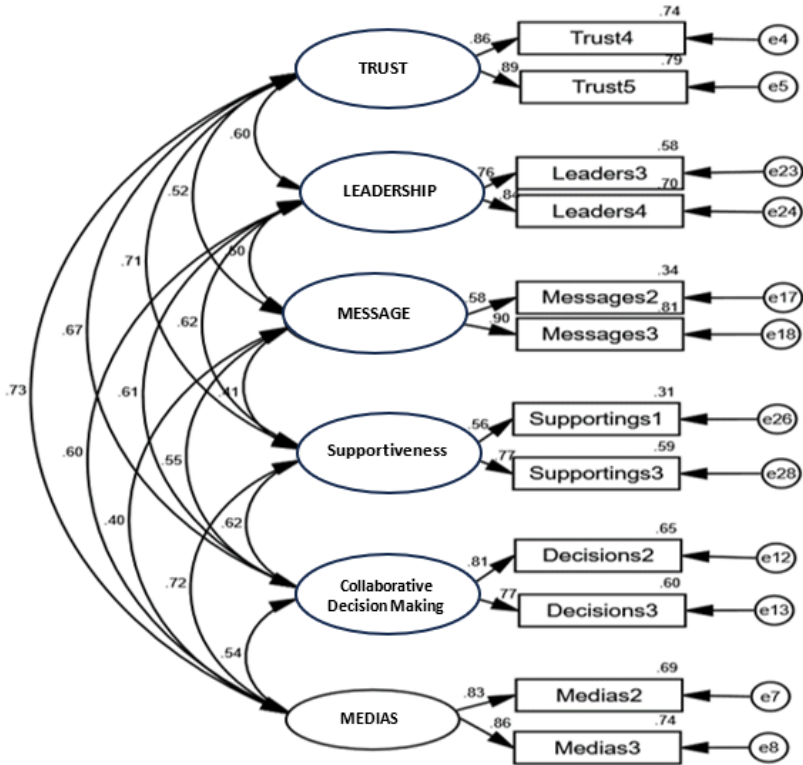 .74
.86
Trust4
e4
TRUST
.79
.89
Trust5
e5
.60
.58
.76
Leaders3
e23
.52
LEADERSHIP
.70
.84
Leaders4
e24
.50
.71
.34
.58
Messages2
e17
MESSAGE
.81
.90
Messages3
e18
.62
.67
.73
.61
.41
.31
.56
Supportings1
e26
.60
Supportiveness
.59
.55
.77
Supportings3
e28
.40
.62
.65
.81
Decisions2
e12
.72
Collaborative
Decision Making
.60
.77
Decisions3
e13
.54
.69
.83
Medias2
e7
MEDIAS
.74
.86
Medias3
e8